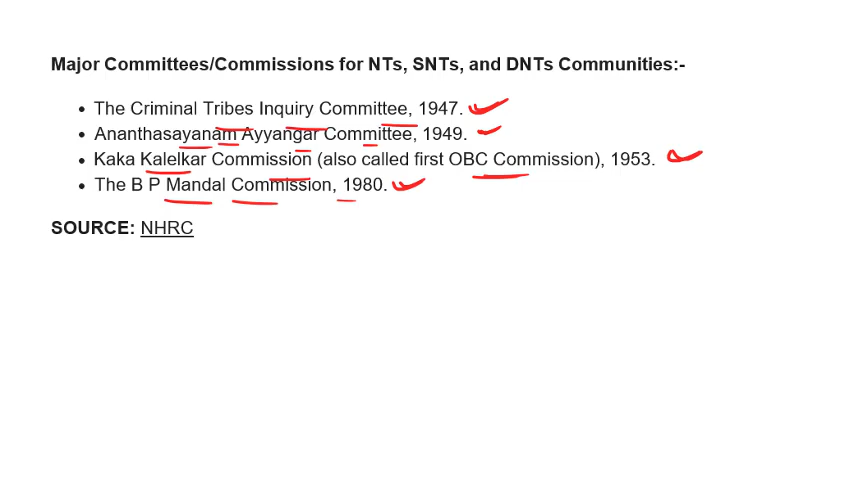 Major Committees/Commissions for NTs, SNTs, and DNTs Communities:-
• The Criminal Tribes Inquiry Committee, 1947.
• Ananthasayanam Ayyangar Committee, 1949.
• Kaka Kalelkar Commission (also called first OBC Commission), 1953.
• The B P Mandal Commission, 1980.
SOURCE: NHRC